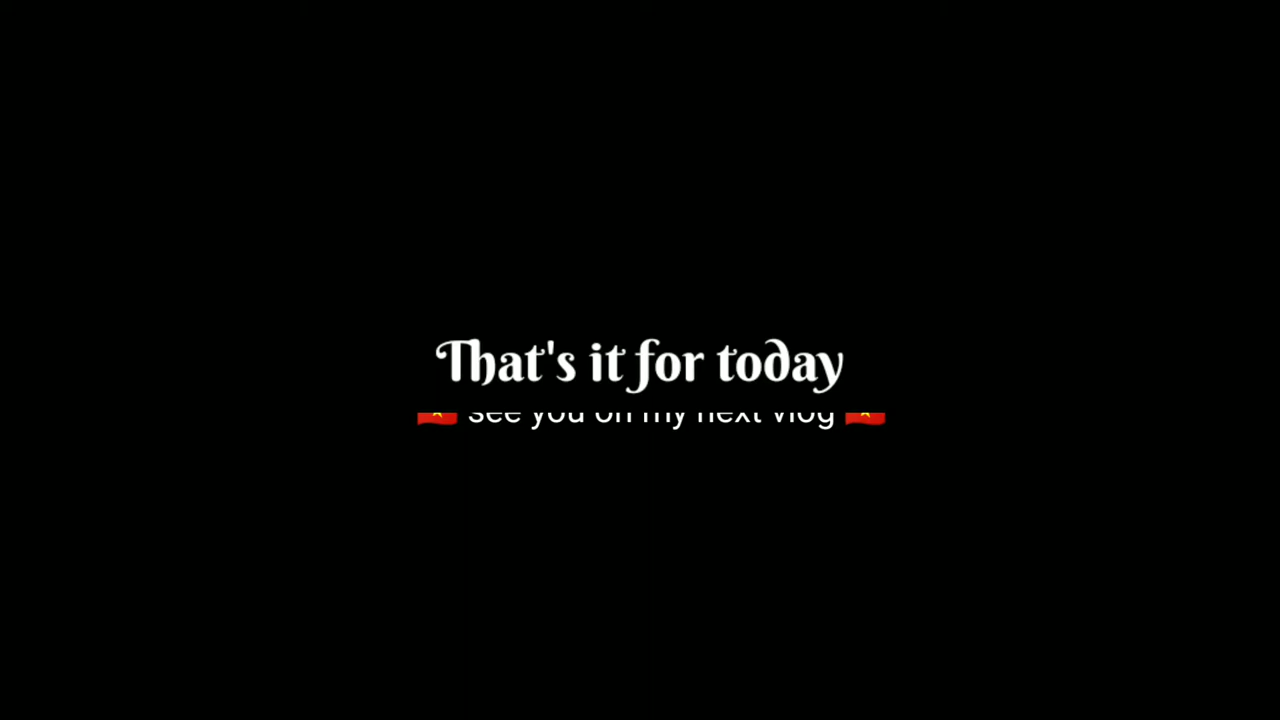 That's it for today
🇻🇳 see you on my next vlog 🇻🇳